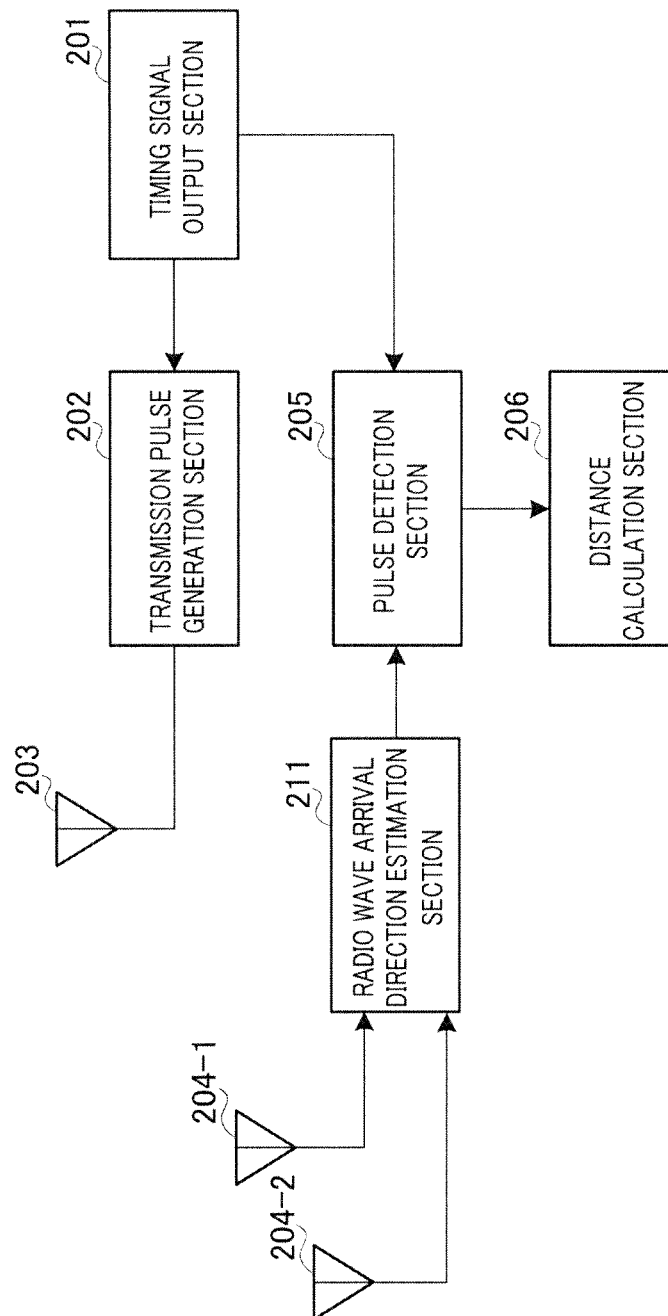 201
TIMING SIGNAL
OUTPUT SECTION
202
TRANSMISSION PULSE
GENERATION SECTION
203
204-1
204-2
211
RADIO WAVE ARRIVAL
DIRECTION ESTIMATION
SECTION
205
PULSE DETECTION
SECTION
206
DISTANCE
CALCULATION SECTION